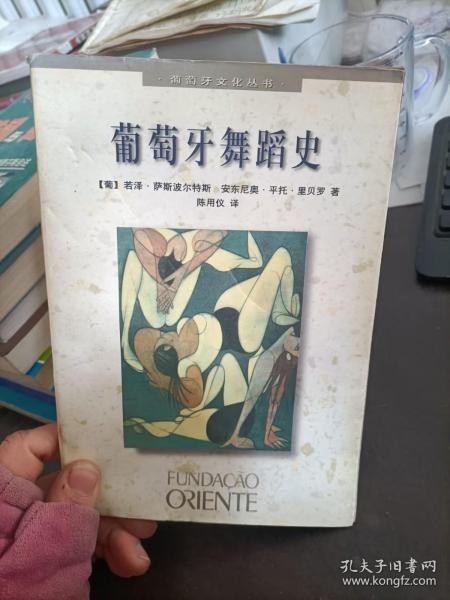 ·葡萄牙文化丛书·
葡萄牙舞蹈史
【葡】若泽·萨斯波尔特斯 安东尼奥·平托·里贝罗 著
陈用仪 译
FUNDAÇÃO
ORIENTE
孔夫子旧书网
www.kongfz.com